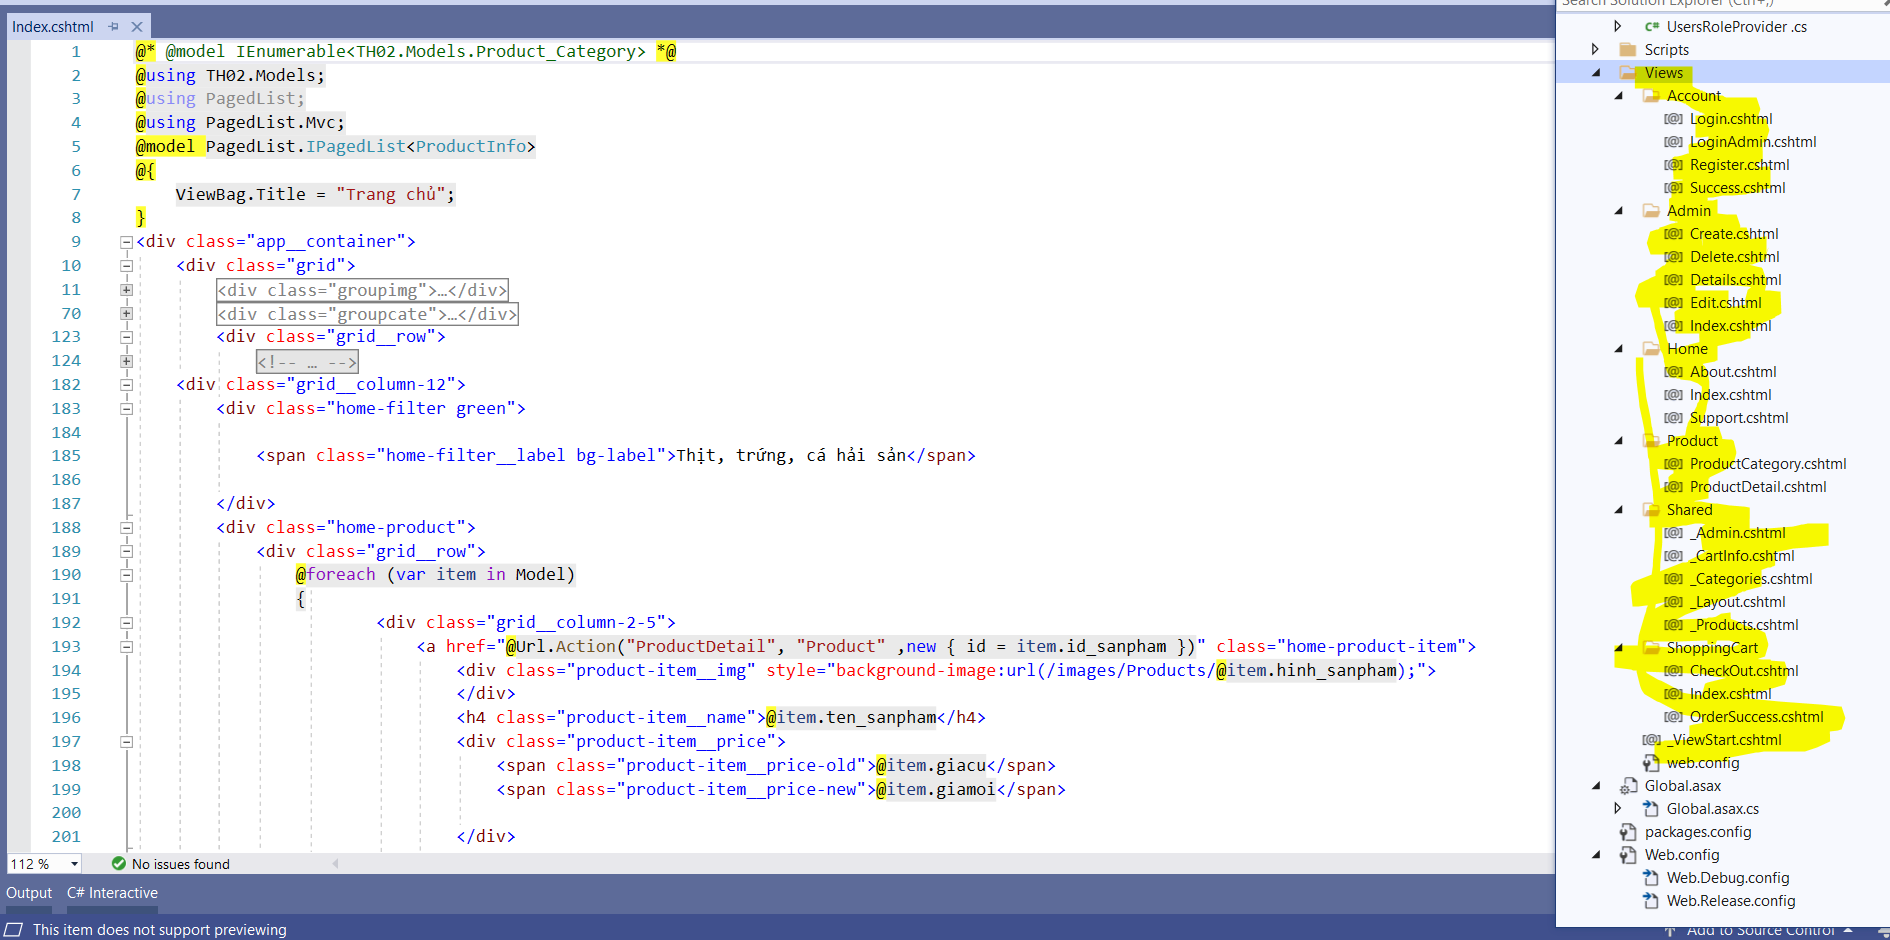 Index.cshtml
1 @* @model IEnumerable<TH02.Models.Product_Category> *@
2 @using TH02.Models;
3 @using PagedList;
4 @using PagedList.Mvc;
5 @model PagedList.IPagedList<ProductInfo>
6 @{
7 ViewBag.Title = "Trang chủ";
8 }
9 <div class="app__container">
10 <div class="grid">
11 <div class="groupimg">…</div>
70 <div class="groupcate">…</div>
123 <div class="grid__row">
124 <!-- … -->
182 <div class="grid__column-12">
183 <div class="home-filter green">
184
185 <span class="home-filter__label bg-label">Thịt, trứng, cá hải sản</span>
186
187 </div>
188 <div class="home-product">
189 <div class="grid__row">
190 @foreach (var item in Model)
191 {
192 <div class="grid__column-2-5">
193 <a href="@Url.Action("ProductDetail", "Product" ,new { id = item.id_sanpham })" class="home-product-item">
194 <div class="product-item__img" style="background-image:url(/images/Products/@item.hinh_sanpham);">
195 </div>
196 <h4 class="product-item__name">@item.ten_sanpham</h4>
197 <div class="product-item__price">
198 <span class="product-item__price-old">@item.giacu</span>
199 <span class="product-item__price-new">@item.giamoi</span>
200
201 </div>
112 %
No issues found
Output C# Interactive
This item does not support previewing
Search Solution Explorer (Ctrl+;)
C# UsersRoleProvider .cs
Scripts
Views
Account
[@] Login.cshtml
[@] LoginAdmin.cshtml
[@] Register.cshtml
[@] Success.cshtml
Admin
[@] Create.cshtml
[@] Delete.cshtml
[@] Details.cshtml
[@] Edit.cshtml
[@] Index.cshtml
Home
[@] About.cshtml
[@] Index.cshtml
[@] Support.cshtml
Product
[@] ProductCategory.cshtml
[@] ProductDetail.cshtml
Shared
[@] _Admin.cshtml
[@] _CartInfo.cshtml
[@] _Categories.cshtml
[@] _Layout.cshtml
[@] _Products.cshtml
ShoppingCart
[@] CheckOut.cshtml
[@] Index.cshtml
[@] OrderSuccess.cshtml
[@] _ViewStart.cshtml
web.config
Global.asax
Global.asax.cs
packages.config
Web.config
Web.Debug.config
Web.Release.config
Add to Source Control